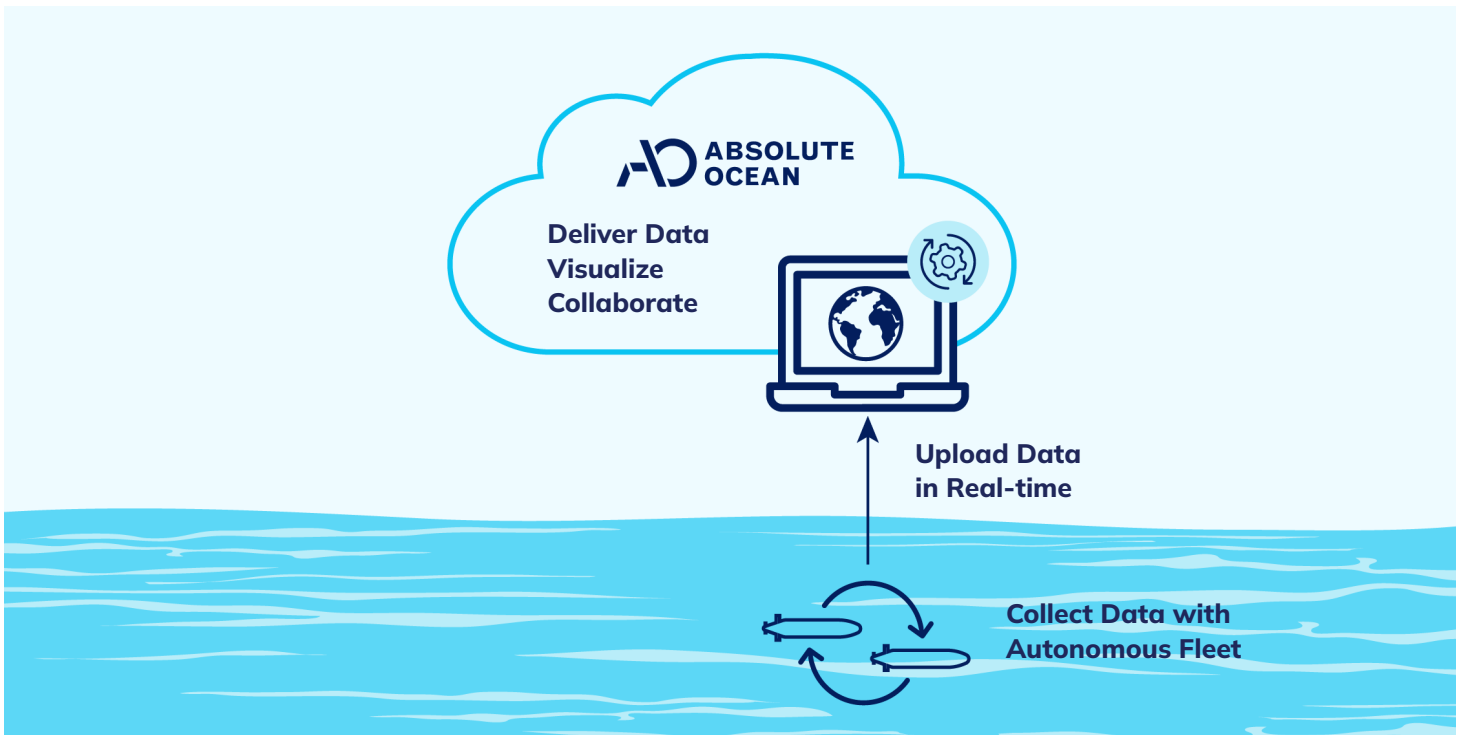 ABSOLUTE
OCEAN
Deliver Data
Visualize
Collaborate
Upload Data
in Real-time
Collect Data with
Autonomous Fleet